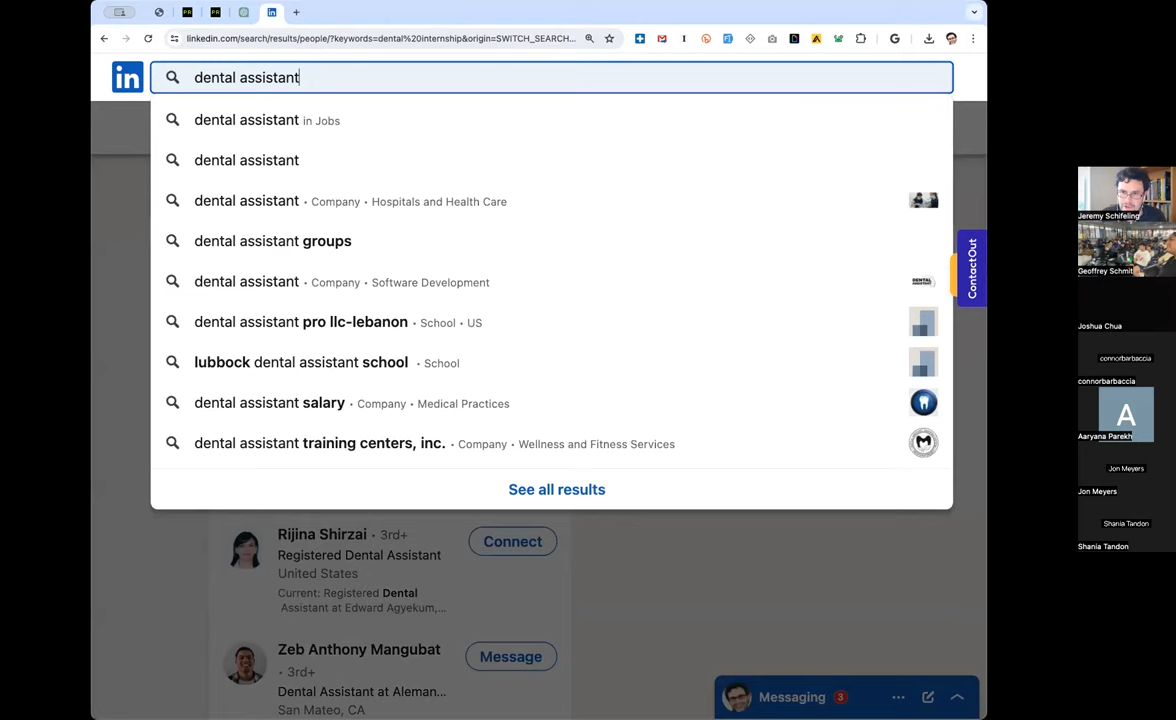 linkedin.com/search/results/people/?keywords=dental%20internship&origin=SWITCH_SEARCH...
in
dental assistant
dental assistant in Jobs
dental assistant
dental assistant • Company • Hospitals and Health Care
dental assistant groups
dental assistant • Company • Software Development
dental assistant pro llc-lebanon • School • US
lubbock dental assistant school • School
dental assistant salary • Company • Medical Practices
dental assistant training centers, inc. • Company • Wellness and Fitness Services
See all results
ContactOut
Rijina Shirzai • 3rd+
Connect
Registered Dental Assistant
United States
Current: Registered Dental
Assistant at Edward Agyekum,...
Zeb Anthony Mangubat
• 3rd+
Message
Dental Assistant at Aleman...
San Mateo, CA
Messaging 3
Jeremy Schifeling
Geoffrey Schmit
Joshua Chua
connorbarbaccia
connorbarbaccia
A
Aaryana Parekh
Jon Meyers
Jon Meyers
Shania Tandon
Shania Tandon